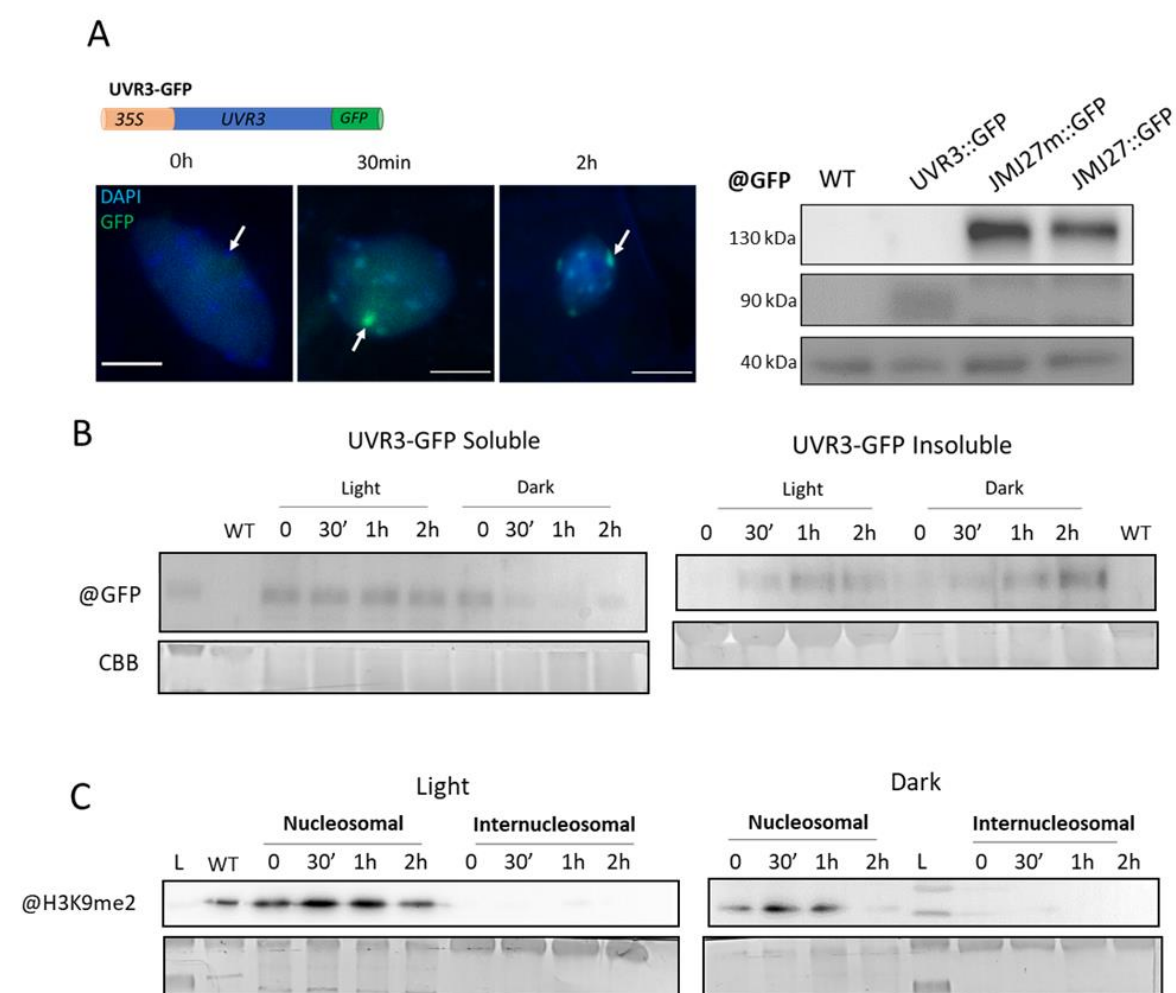 A
UVR3-GFP
35S UVR3 GFP
0h 30min 2h
DAPI
GFP
@GFP WT UVR3::GFP JMJ27m::GFP JMJ27::GFP
130 kDa
90 kDa
40 kDa
B
UVR3-GFP Soluble
Light Dark
WT 0 30’ 1h 2h 0 30’ 1h 2h
@GFP
CBB
UVR3-GFP Insoluble
Light Dark
0 30’ 1h 2h 0 30’ 1h 2h WT
C
Light
Nucleosomal Internucleosomal
L WT 0 30’ 1h 2h 0 30’ 1h 2h
@H3K9me2
Dark
Nucleosomal Internucleosomal
0 30’ 1h 2h L 0 30’ 1h 2h